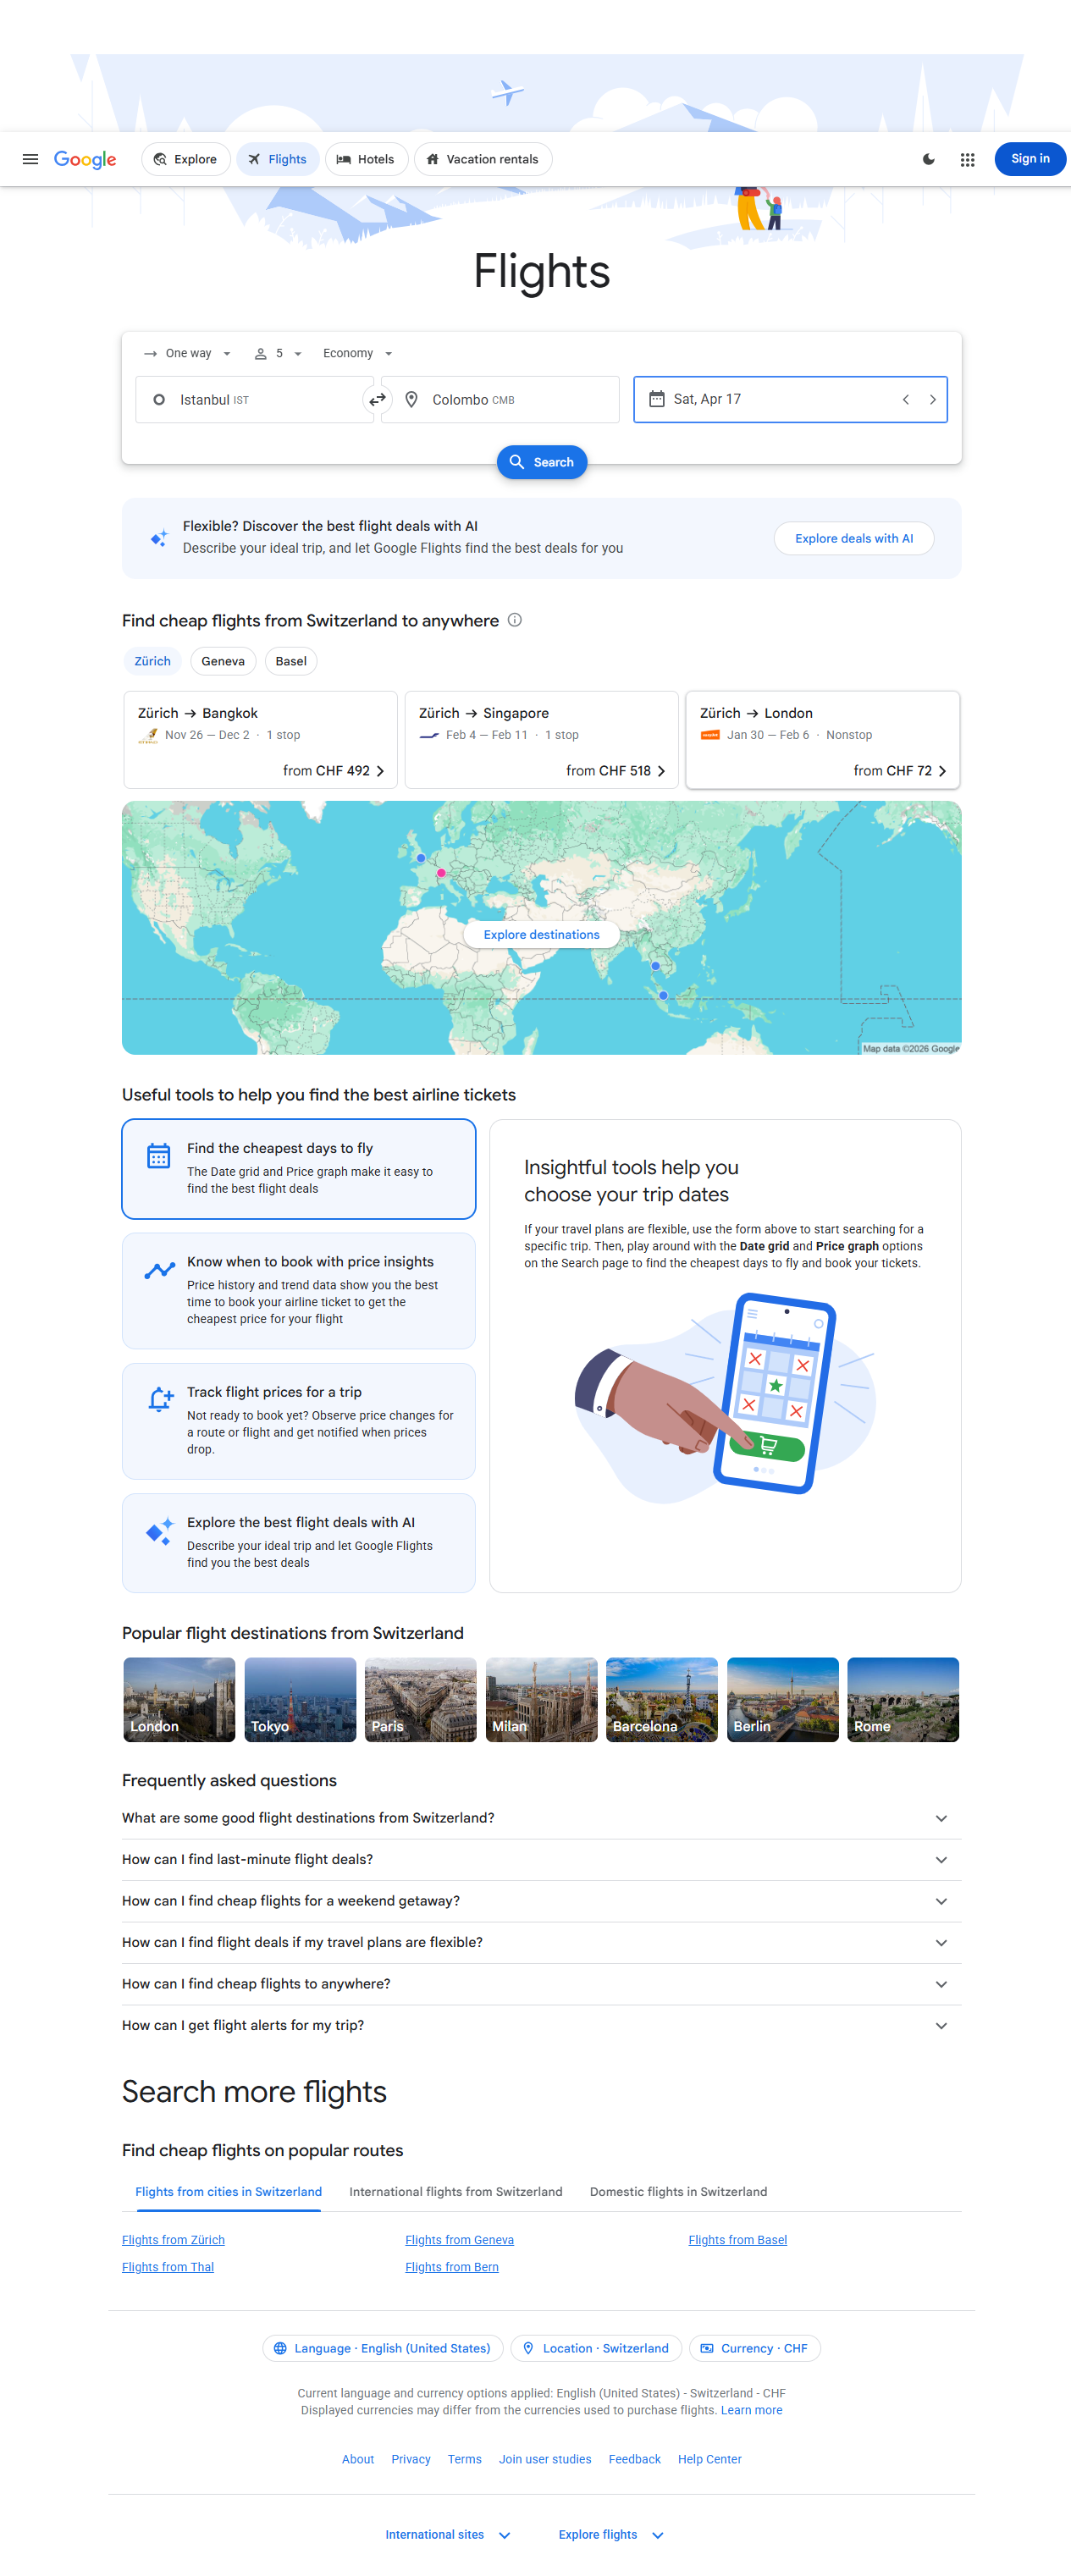 Google
Explore
Flights
Hotels
Vacation rentals
Sign in
Flights
One way
5
Economy
Istanbul IST
Colombo CMB
Sat, Apr 17
Search
Flexible? Discover the best flight deals with AI
Describe your ideal trip, and let Google Flights find the best deals for you
Explore deals with AI
Find cheap flights from Switzerland to anywhere
Zürich
Geneva
Basel
Zürich → Bangkok
Nov 26 — Dec 2 · 1 stop
from CHF 492
Zürich → Singapore
Feb 4 — Feb 11 · 1 stop
from CHF 518
Zürich → London
Jan 30 — Feb 6 · Nonstop
from CHF 72
Explore destinations
Map data ©2026 Google
Useful tools to help you find the best airline tickets
Find the cheapest days to fly
The Date grid and Price graph make it easy to
find the best flight deals
Know when to book with price insights
Price history and trend data show you the best
time to book your airline ticket to get the
cheapest price for your flight
Track flight prices for a trip
Not ready to book yet? Observe price changes for
a route or flight and get notified when prices
drop.
Explore the best flight deals with AI
Describe your ideal trip and let Google Flights
find you the best deals
Insightful tools help you
choose your trip dates
If your travel plans are flexible, use the form above to start searching for a
specific trip. Then, play around with the Date grid and Price graph options
on the Search page to find the cheapest days to fly and book your tickets.
Popular flight destinations from Switzerland
London
Tokyo
Paris
Milan
Barcelona
Berlin
Rome
Frequently asked questions
What are some good flight destinations from Switzerland?
How can I find last-minute flight deals?
How can I find cheap flights for a weekend getaway?
How can I find flight deals if my travel plans are flexible?
How can I find cheap flights to anywhere?
How can I get flight alerts for my trip?
Search more flights
Find cheap flights on popular routes
Flights from cities in Switzerland
International flights from Switzerland
Domestic flights in Switzerland
Flights from Zürich
Flights from Geneva
Flights from Basel
Flights from Thal
Flights from Bern
Language · English (United States)
Location · Switzerland
Currency · CHF
Current language and currency options applied: English (United States) - Switzerland - CHF
Displayed currencies may differ from the currencies used to purchase flights. Learn more
About
Privacy
Terms
Join user studies
Feedback
Help Center
International sites
Explore flights